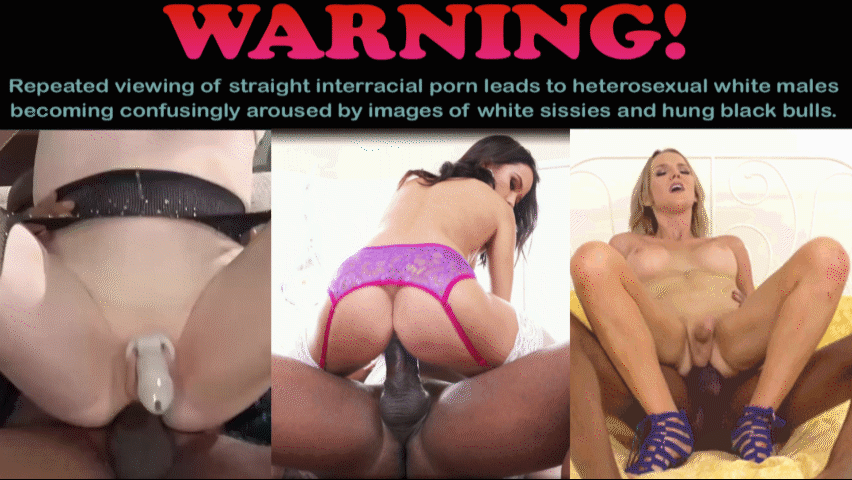 WARNING!
Repeated viewing of straight interracial porn leads to heterosexual white males
becoming confusingly aroused by images of white sissies and hung black bulls.